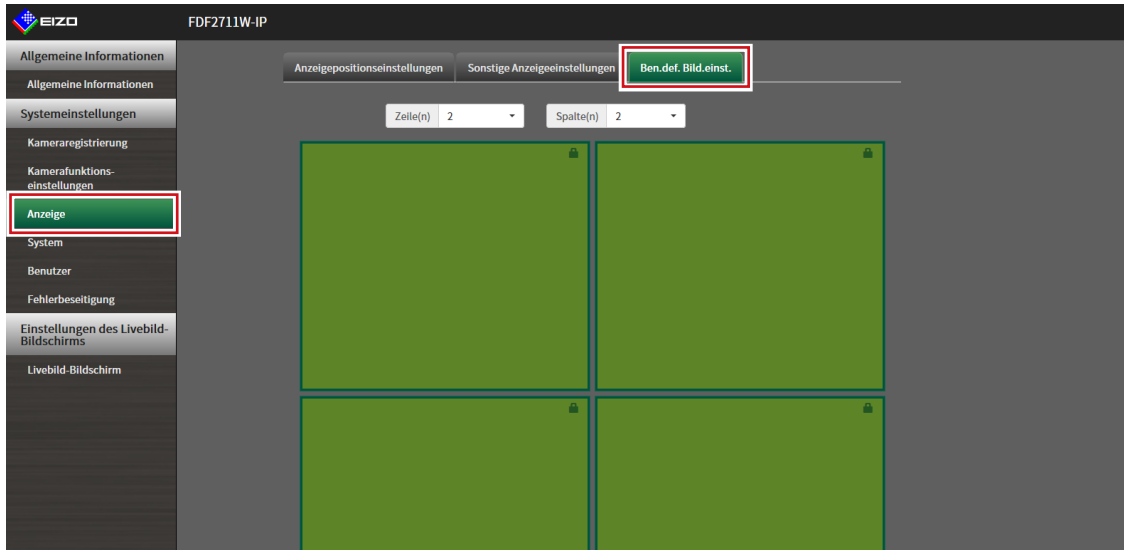 EIZO
FDF2711W-IP
Allgemeine Informationen
Allgemeine Informationen
Systemeinstellungen
Kameraregistrierung
Kamerafunktions-
einstellungen
Anzeige
System
Benutzer
Fehlerbeseitigung
Einstellungen des Livebild-
Bildschirms
Livebild-Bildschirm
Anzeigepositionseinstellungen
Sonstige Anzeigeeinstellungen
Ben.def. Bild.einst.
Zeile(n) 2
Spalte(n) 2